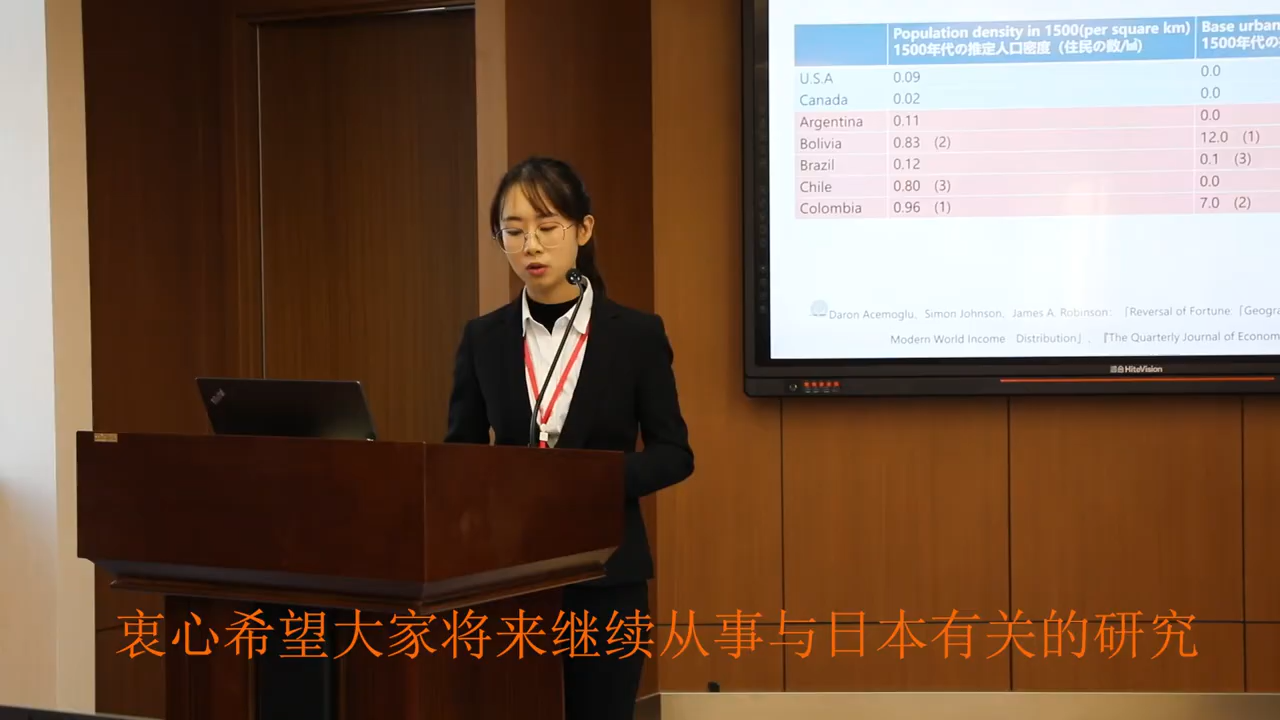 Population density in 1500(per square km)
1500年代の推定人口密度（住民の数/㎢）
Base urban
1500年代の
U.S.A 0.09 0.0
Canada 0.02 0.0
Argentina 0.11 0.0
Bolivia 0.83 (2) 12.0 (1)
Brazil 0.12 0.1 (3)
Chile 0.80 (3) 0.0
Colombia 0.96 (1) 7.0 (2)
Daron Acemoglu、Simon Johnson、James A. Robinson:「Reversal of Fortune:「Geogra
Modern World Income Distribution」、『The Quarterly Journal of Econom
HiteVision
ThinkPad
衷心希望大家将来继续从事与日本有关的研究